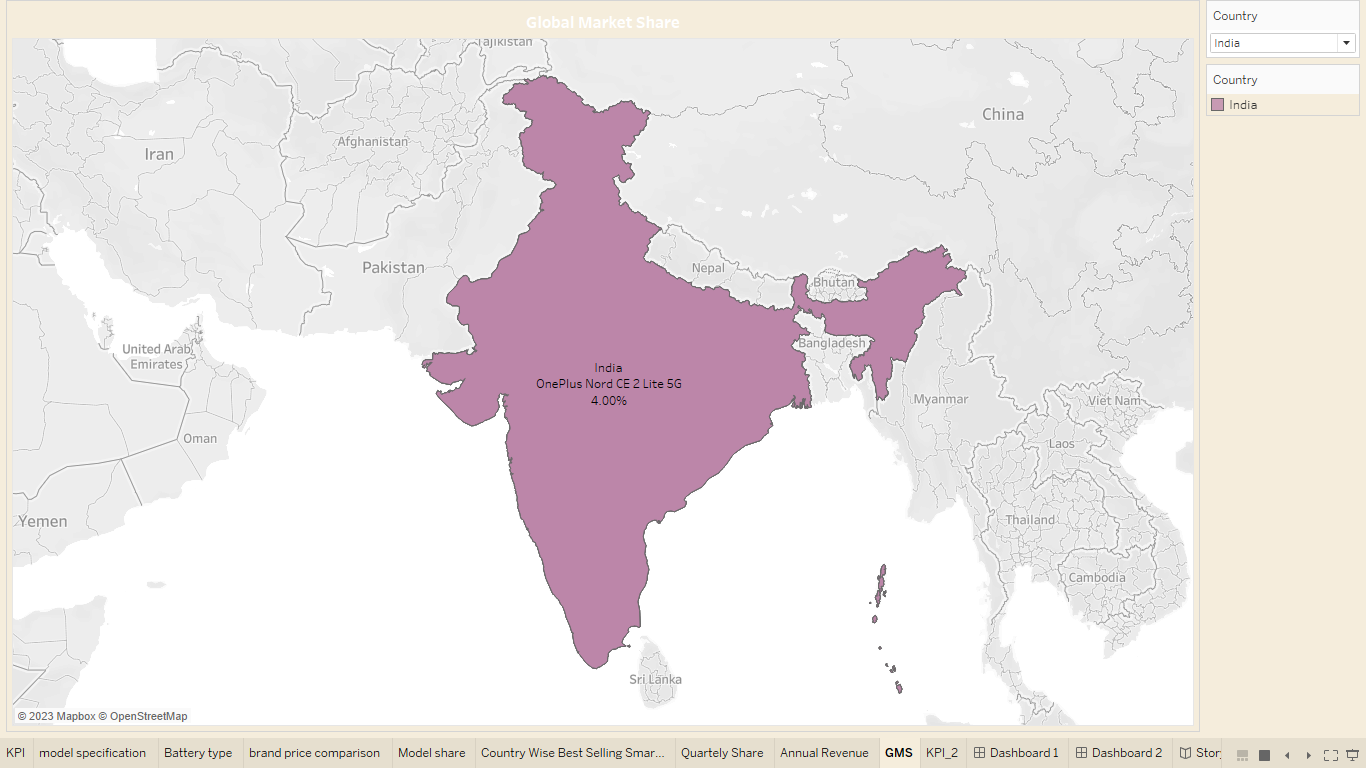 Global Market Share
Country
India
Country
India
Tajikistan
China
Iran
Afghanistan
Pakistan
Nepal
Bhutan
United Arab
Emirates
Bangladesh
India
OnePlus Nord CE 2 Lite 5G
4.00%
Myanmar
Viet Nam
Oman
Laos
Yemen
Thailand
Cambodia
Sri Lanka
© 2023 Mapbox © OpenStreetMap
KPI
model specification
Battery type
brand price comparison
Model share
Country Wise Best Selling Smar...
Quartely Share
Annual Revenue
GMS
KPI_2
Dashboard 1
Dashboard 2